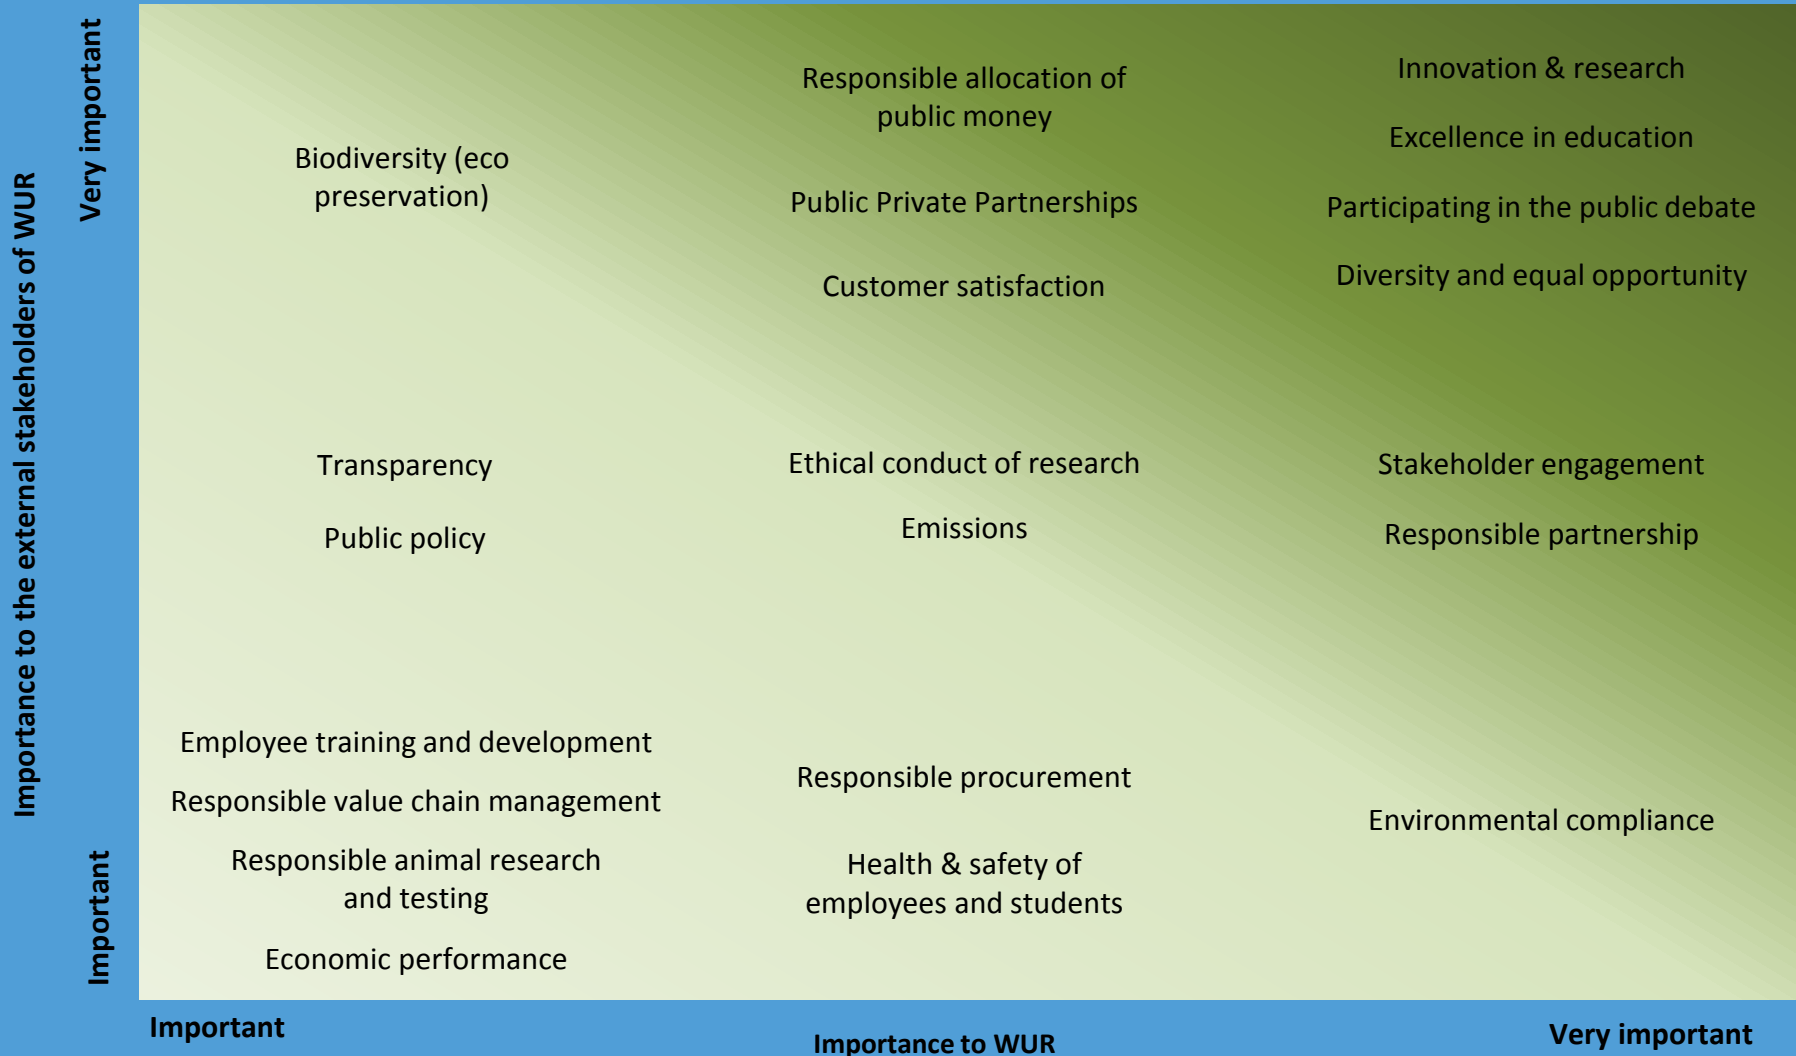 Importance to the external stakeholders of WUR
Very important
Important
Biodiversity (eco
preservation)
Responsible allocation of
public money
Public Private Partnerships
Customer satisfaction
Innovation & research
Excellence in education
Participating in the public debate
Diversity and equal opportunity
Transparency
Public policy
Ethical conduct of research
Emissions
Stakeholder engagement
Responsible partnership
Employee training and development
Responsible value chain management
Responsible animal research
and testing
Economic performance
Responsible procurement
Health & safety of
employees and students
Environmental compliance
Important
Importance to WUR
Very important